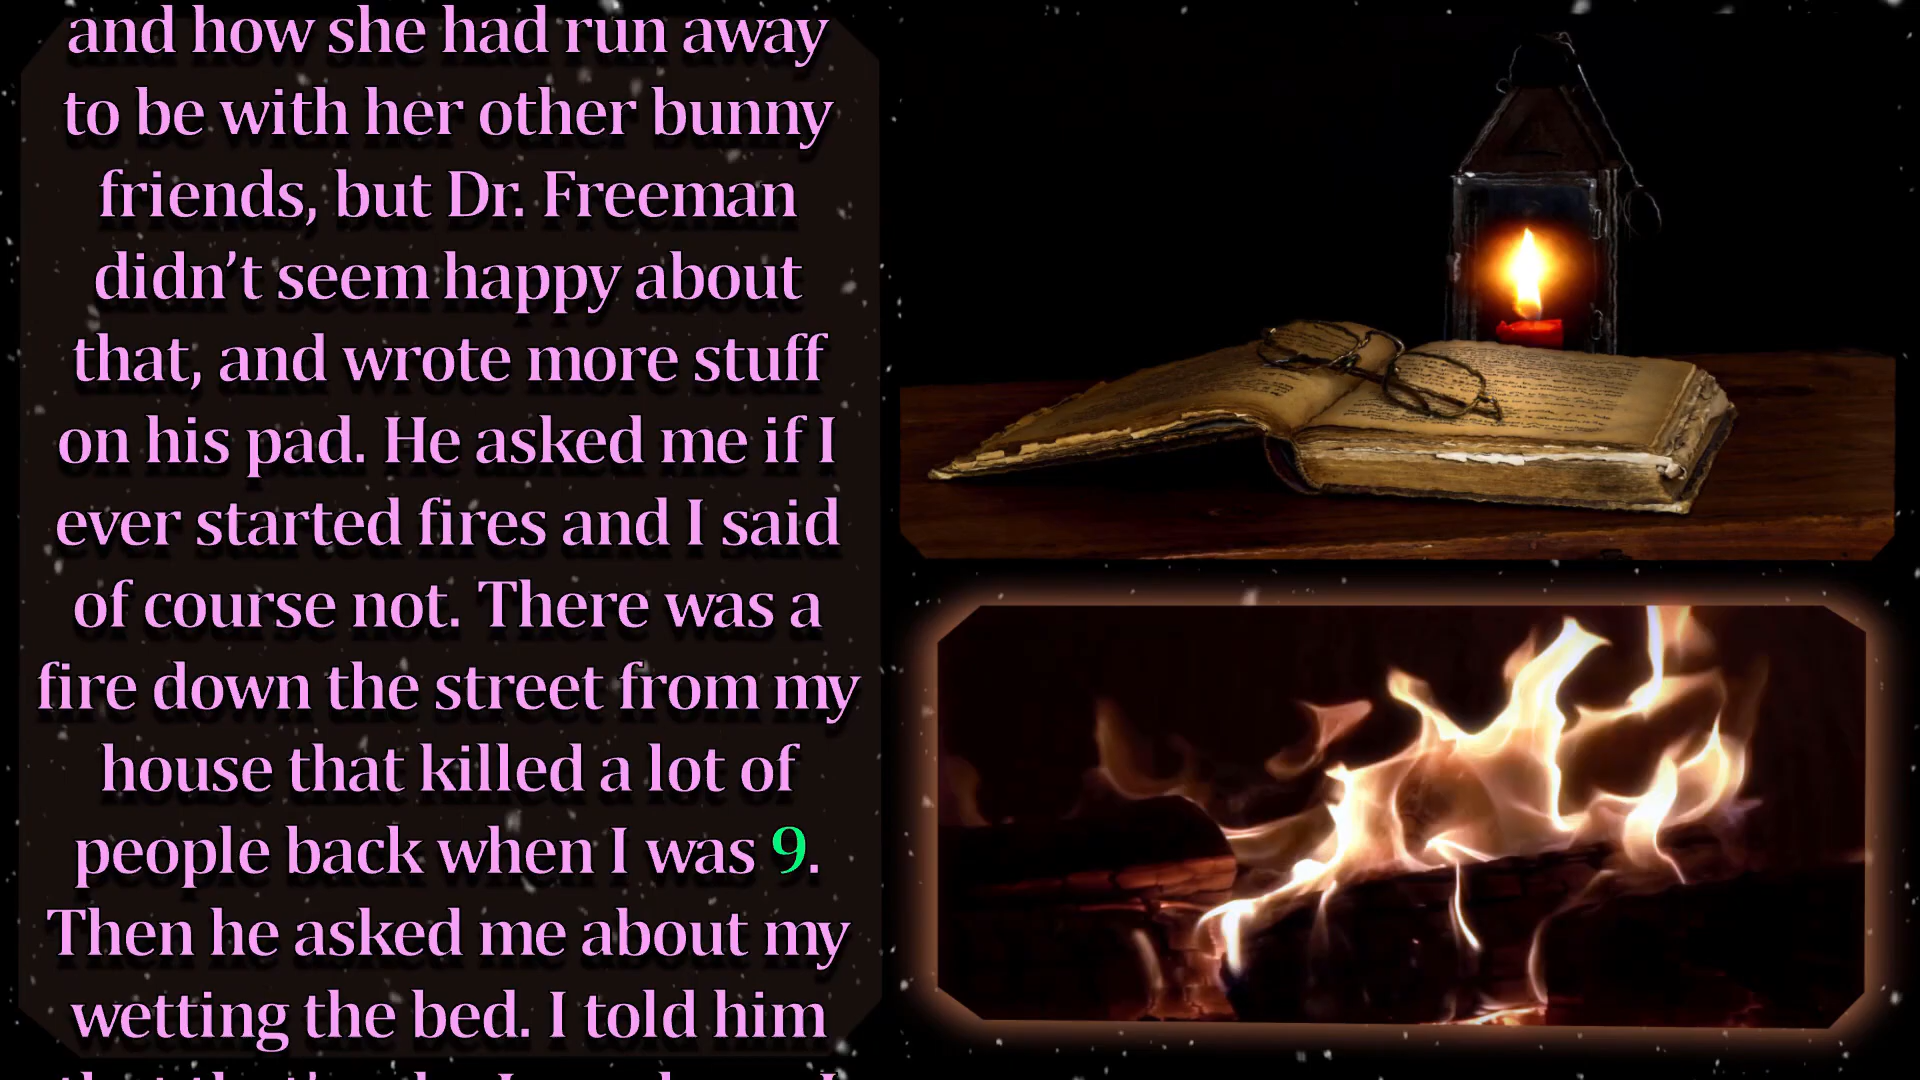 and how she had run away
to be with her other bunny
friends, but Dr. Freeman
didn’t seem happy about
that, and wrote more stuff
on his pad. He asked me if I
ever started fires and I said
of course not. There was a
fire down the street from my
house that killed a lot of
people back when I was 9.
Then he asked me about my
wetting the bed. I told him